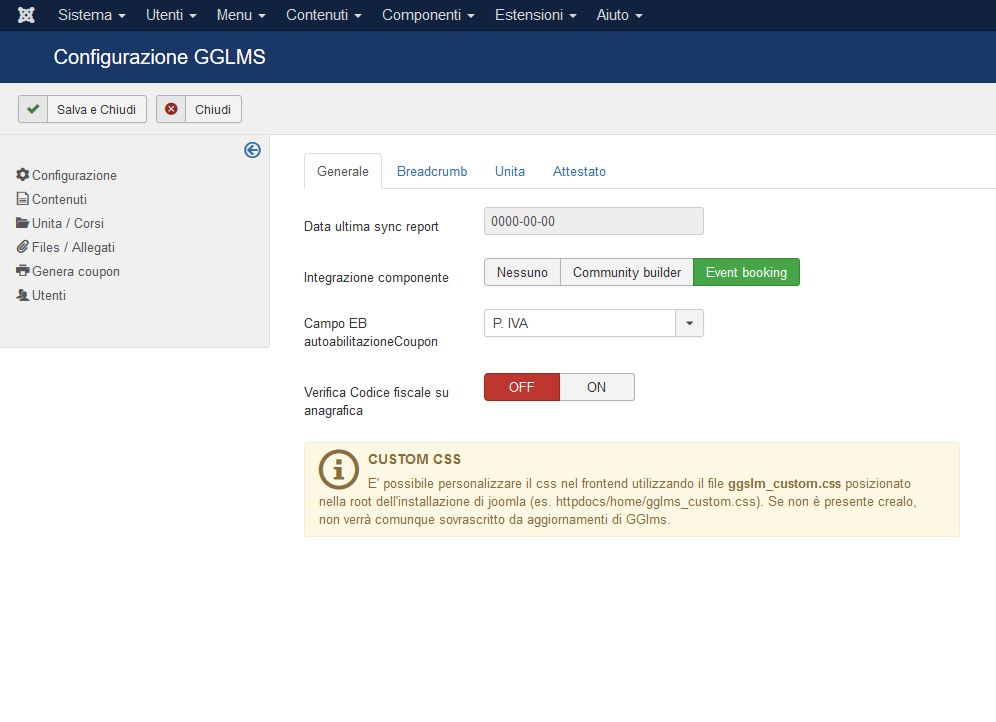 Sistema Utenti Menu Contenuti Componenti Estensioni Aiuto
Configurazione GGLMS
Salva e Chiudi Chiudi
Configurazione
Contenuti
Unita / Corsi
Files / Allegati
Genera coupon
Utenti
Generale Breadcrumb Unita Attestato
Data ultima sync report 0000-00-00
Integrazione componente Nessuno Community builder Event booking
Campo EB
autoabilitazioneCoupon
P. IVA
Verifica Codice fiscale su
anagrafica
OFF ON
CUSTOM CSS
E' possibile personalizzare il css nel frontend utilizzando il file ggslm_custom.css posizionato
nella root dell'installazione di joomla (es. httpdocs/home/gglms_custom.css). Se non è presente crealo,
non verrà comunque sovrascritto da aggiornamenti di GGlms.